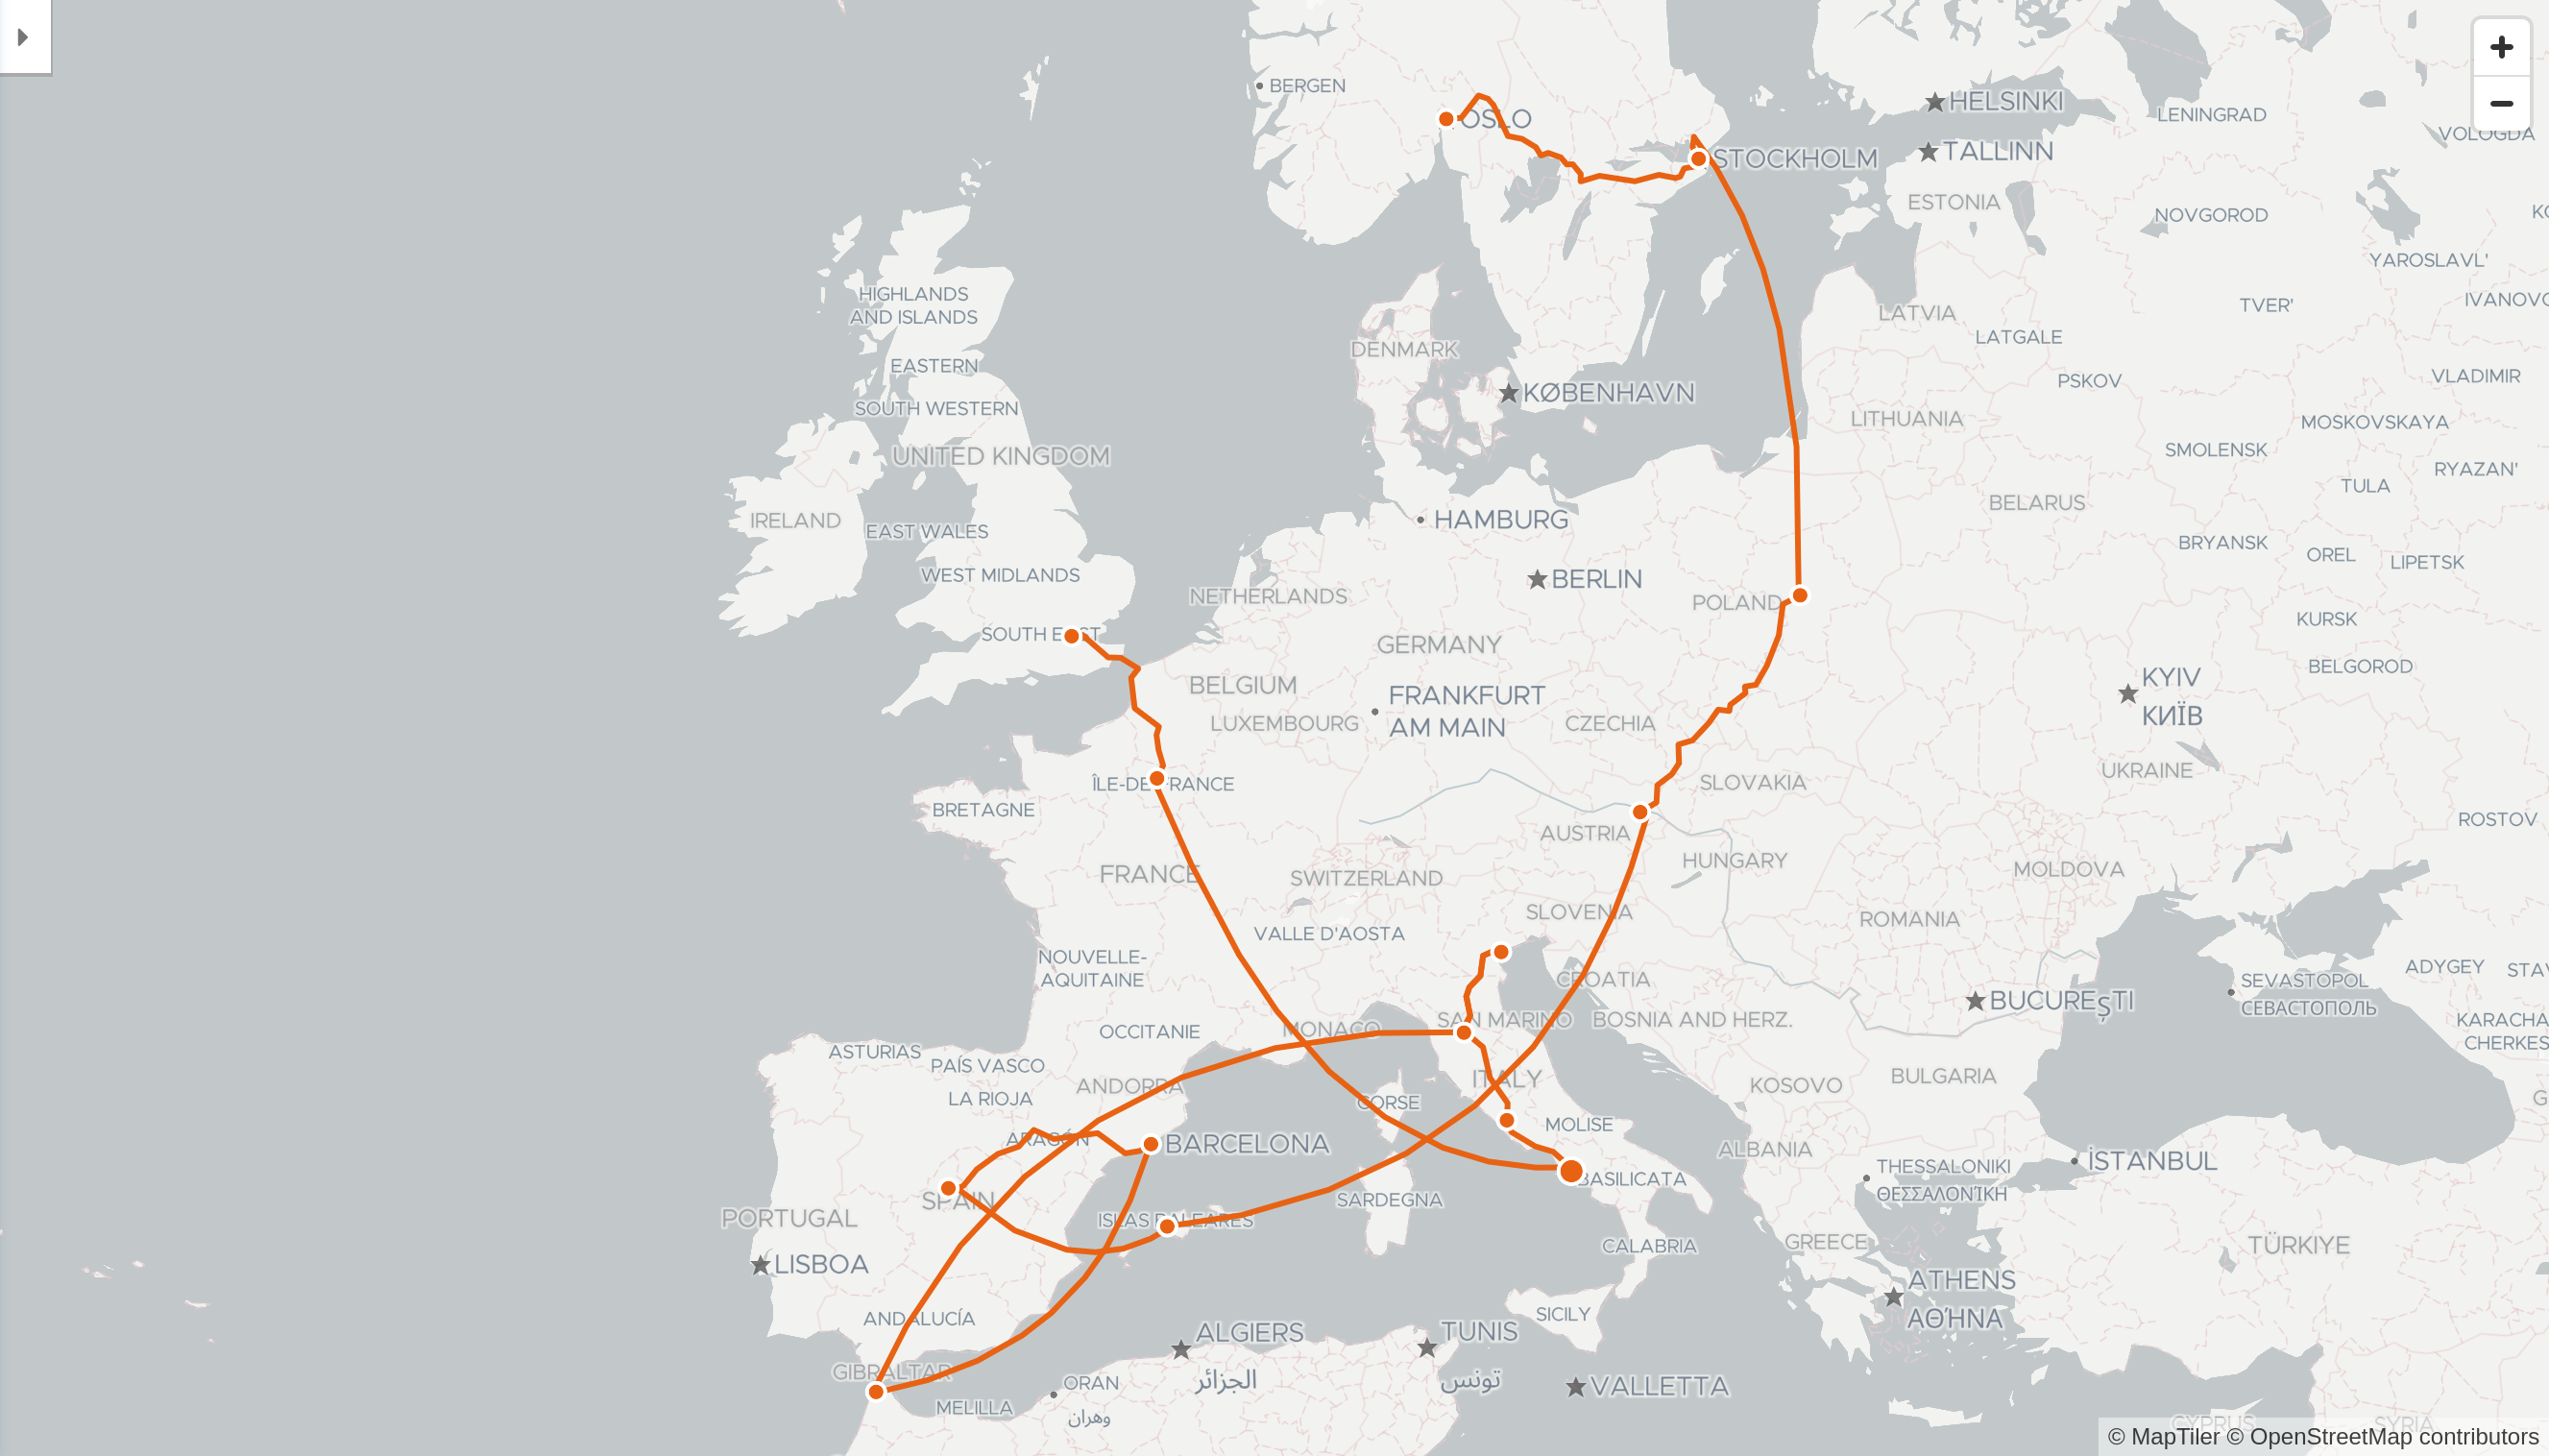 BERGEN
OSLO
HELSINKI
LENINGRAD
VOLOGDA
STOCKHOLM
TALLINN
ESTONIA
NOVGOROD
YAROSLAVL'
HIGHLANDS
AND ISLANDS
LATVIA
TVER'
IVANOVO
LATGALE
DENMARK
EASTERN
PSKOV
VLADIMIR
KØBENHAVN
SOUTH WESTERN
LITHUANIA
MOSKOVSKAYA
UNITED KINGDOM
SMOLENSK
RYAZAN'
TULA
BELARUS
IRELAND
HAMBURG
EAST WALES
BRYANSK
OREL
LIPETSK
WEST MIDLANDS
BERLIN
NETHERLANDS
POLAND
KURSK
SOUTH EAST
GERMANY
BELGOROD
BELGIUM
FRANKFURT
AM MAIN
KYIV
КИЇВ
LUXEMBOURG
CZECHIA
UKRAINE
ÎLE-DE-FRANCE
SLOVAKIA
BRETAGNE
AUSTRIA
ROSTOV
HUNGARY
FRANCE
SWITZERLAND
MOLDOVA
SLOVENIA
ROMANIA
VALLE D'AOSTA
NOUVELLE-
AQUITAINE
CROATIA
ADYGEY
STAV
SEVASTOPOL
СЕВАСТОПОЛЬ
BUCUREȘTI
OCCITANIE
MONACO
SAN MARINO
BOSNIA AND HERZ.
KARACHA
CHERKES
ASTURIAS
PAÍS VASCO
ANDORRA
ITALY
KOSOVO
BULGARIA
LA RIOJA
CORSE
MOLISE
ARAGÓN
BARCELONA
ALBANIA
THESSALONIKI
ΘΕΣΣΑΛΟΝΊΚΗ
İSTANBUL
BASILICATA
SPAIN
SARDEGNA
PORTUGAL
ISLAS BALEARES
LISBOA
CALABRIA
GREECE
TÜRKIYE
ATHENS
ΑΘΉΝΑ
ANDALUCÍA
SICILY
ALGIERS
الجزائر
TUNIS
تونس
GIBRALTAR
ORAN
وهران
VALLETTA
MELILLA
CYPRUS
SYRIA
© MapTiler © OpenStreetMap contributors